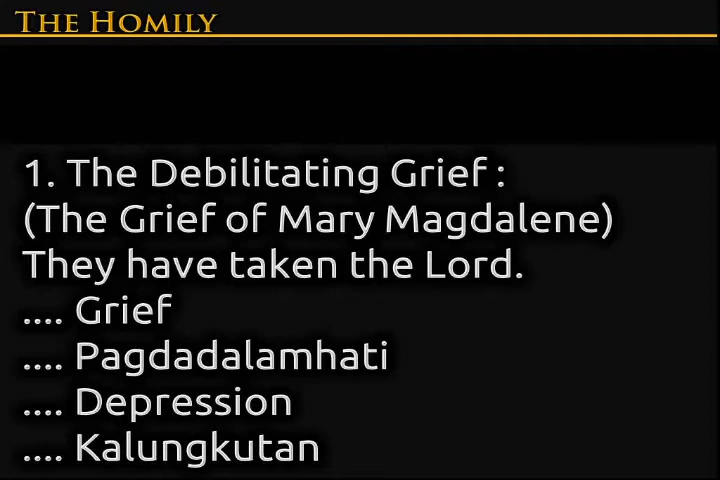 The Homily
1. The Debilitating Grief :
(The Grief of Mary Magdalene)
They have taken the Lord.
.... Grief
.... Pagdadalamhati
.... Depression
.... Kalungkutan